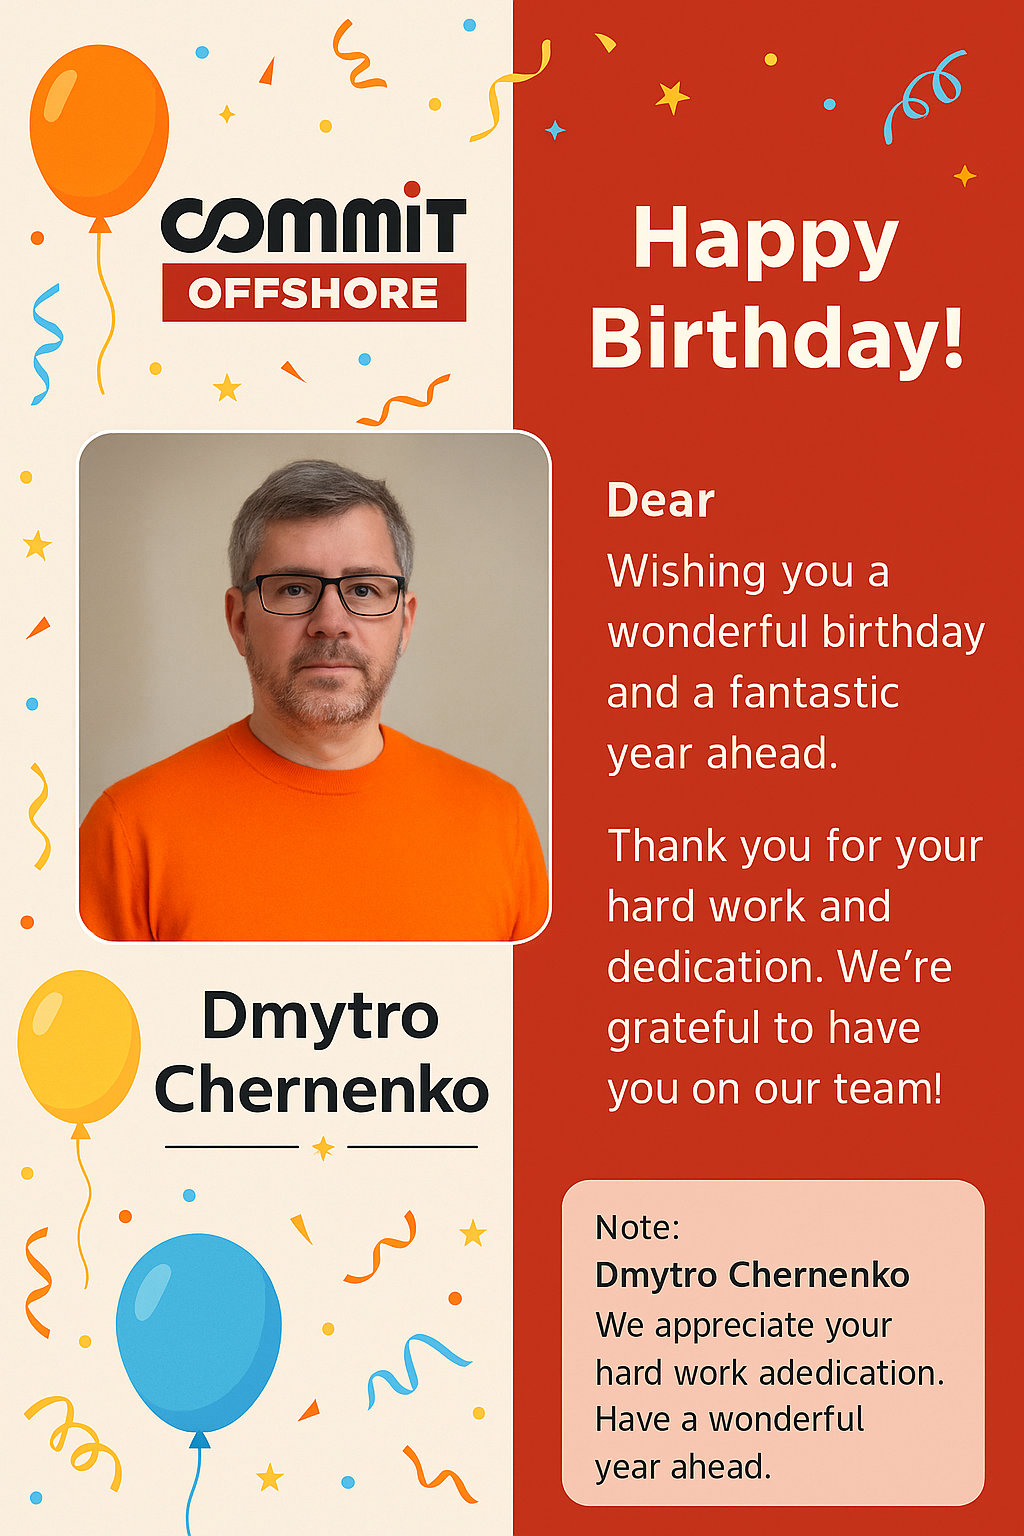 COMMIT
OFFSHORE
Happy
Birthday!
Dear
Wishing you a
wonderful birthday
and a fantastic
year ahead.
Thank you for your
hard work and
dedication. We’re
grateful to have
you on our team!
Dmytro
Chernenko
Note:
Dmytro Chernenko
We appreciate your
hard work adedication.
Have a wonderful
year ahead.